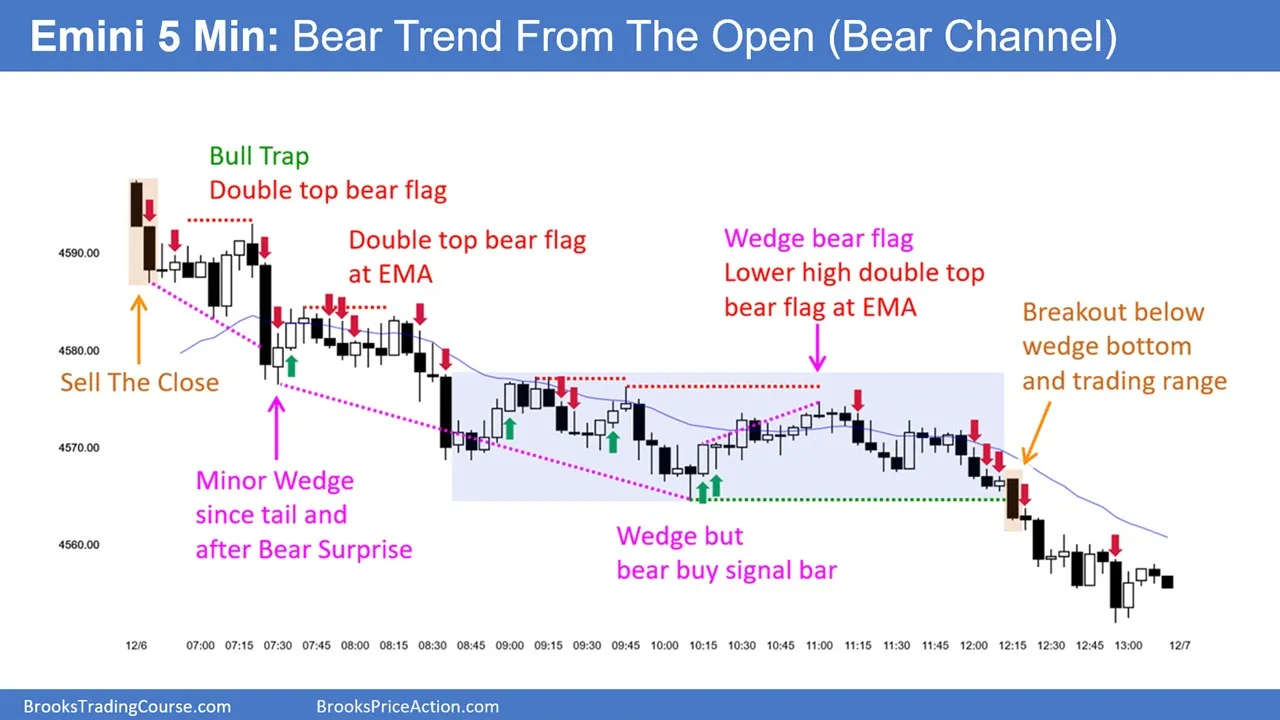 Emini 5 Min: Bear Trend From The Open (Bear Channel)
Bull Trap
Double top bear flag
Double top bear flag
at EMA
Wedge bear flag
Lower high double top
bear flag at EMA
Breakout below
wedge bottom
and trading range
Sell The Close
Minor Wedge
since tail and
after Bear Surprise
Wedge but
bear buy signal bar
4590.00
4580.00
4570.00
4560.00
12/6 07:00 07:15 07:30 07:45 08:00 08:15 08:30 08:45 09:00 09:15 09:30 09:45 10:00 10:15 10:30 10:45 11:00 11:15 11:30 11:45 12:00 12:15 12:30 12:45 13:00 12/7
BrooksTradingCourse.com BrooksPriceAction.com